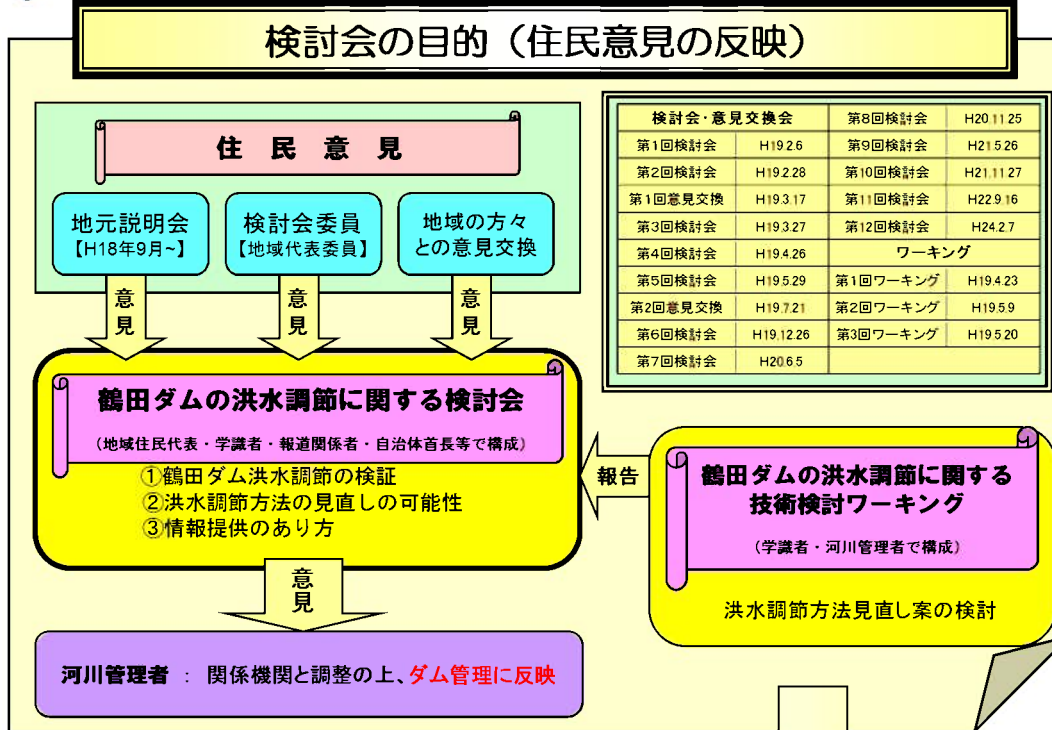 検討会の目的（住民意見の反映）
住民意見
地元説明会
【H18年9月~】
検討会委員
【地域代表委員】
地域の方々
との意見交換
意見
意見
意見
鶴田ダムの洪水調節に関する検討会
(地域住民代表・学識者・報道関係者・自治体首長等で構成)
①鶴田ダム洪水調節の検証
②洪水調節方法の見直しの可能性
③情報提供のあり方
意見
河川管理者 ： 関係機関と調整の上、ダム管理に反映
検討会・意見交換会 第8回検討会 H20.11.25
第1回検討会 H19.2.6 第9回検討会 H21.5.26
第2回検討会 H19.2.28 第10回検討会 H21.11.27
第1回意見交換 H19.3.17 第11回検討会 H22.9.16
第3回検討会 H19.3.27 第12回検討会 H24.2.7
第4回検討会 H19.4.26 ワーキング
第5回検討会 H19.5.29 第1回ワーキング H19.4.23
第2回意見交換 H19.7.21 第2回ワーキング H19.5.9
第6回検討会 H19.12.26 第3回ワーキング H19.5.20
第7回検討会 H20.6.5
報告
鶴田ダムの洪水調節に関する
技術検討ワーキング
(学識者・河川管理者で構成)
洪水調節方法見直し案の検討